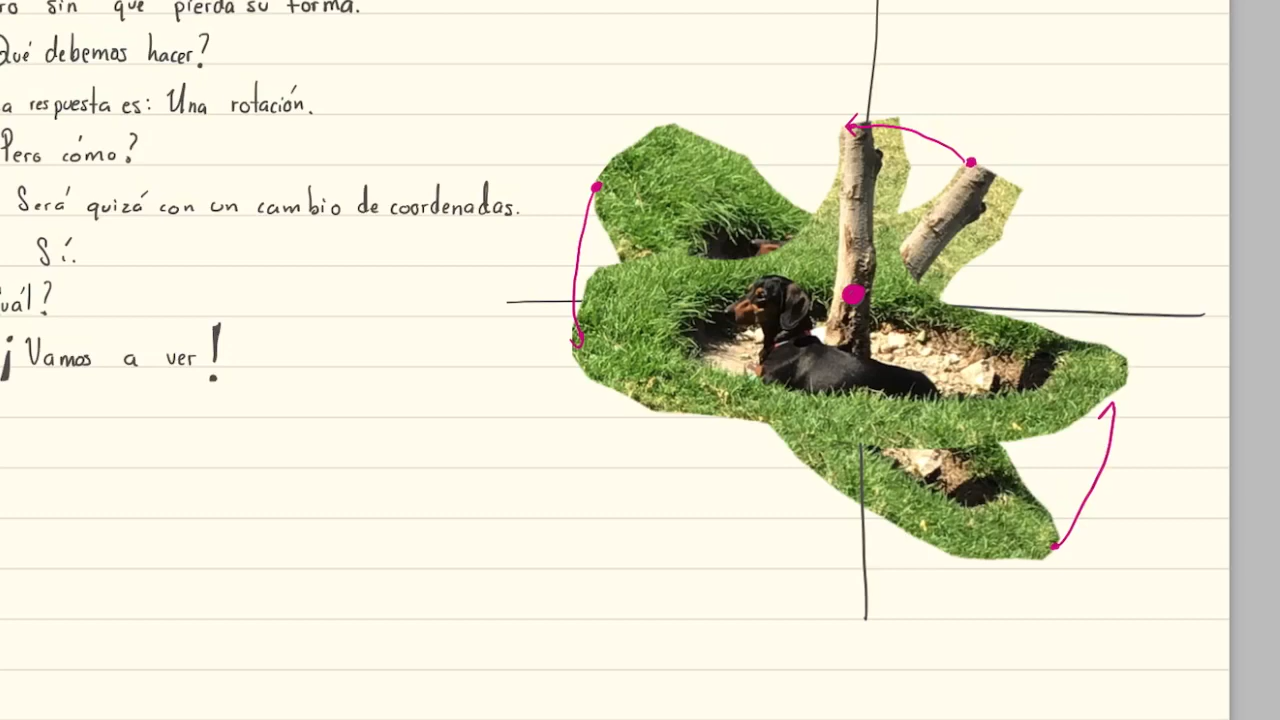 ro sin que pierda su forma.
Qué debemos hacer?
a respuesta es: Una rotación.
Pero cómo?
Será quizá con un cambio de coordenadas.
Sí.
uál?
¡Vamos a ver!